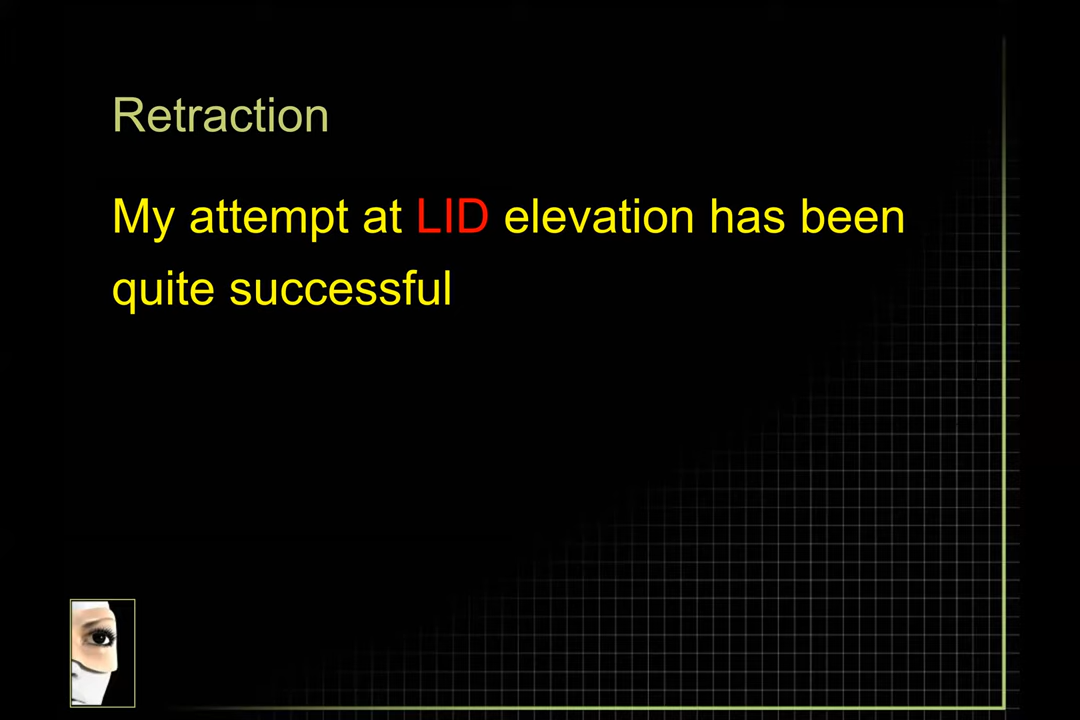 Retraction
My attempt at LID elevation has been
quite successful